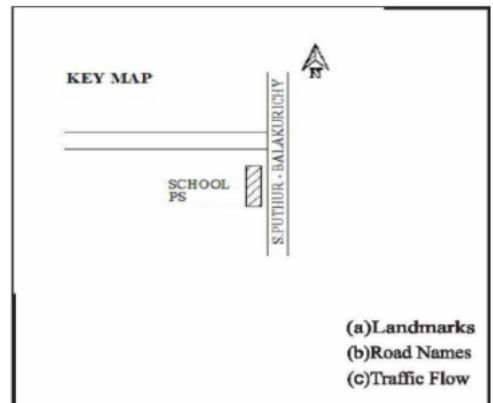 N
KEY MAP
S.PUTHUR - BALAKURICHY
SCHOOL
PS
(a)Landmarks
(b)Road Names
(c)Traffic Flow